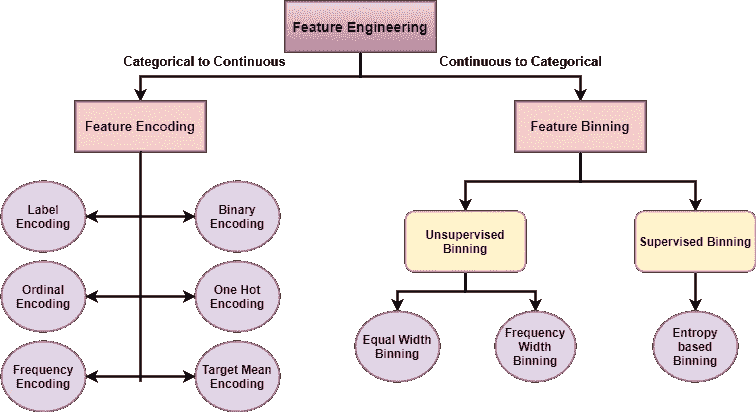 Feature Engineering
Categorical to Continuous
Continuous to Categorical
Feature Encoding
Feature Binning
Label
Encoding
Binary
Encoding
Unsupervised
Binning
Supervised Binning
Ordinal
Encoding
One Hot
Encoding
Equal Width
Binning
Frequency
Width
Binning
Entropy
based
Binning
Frequency
Encoding
Target Mean
Encoding